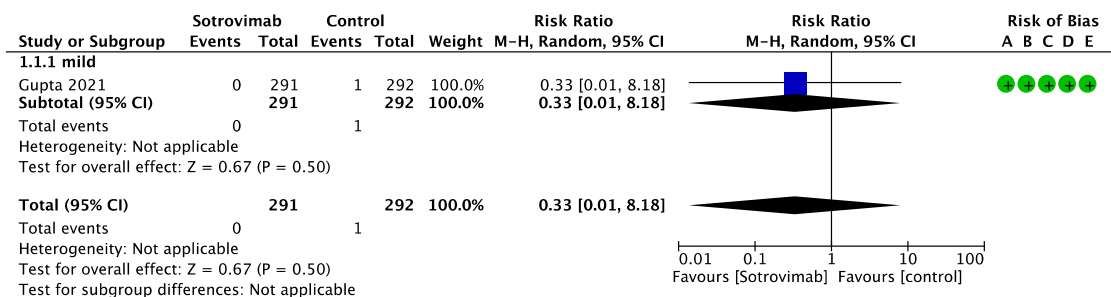 Sotrovimab Control Risk Ratio Risk Ratio Risk of Bias
Study or Subgroup Events Total Events Total Weight M-H, Random, 95% CI M-H, Random, 95% CI A B C D E
1.1.1 mild
Gupta 2021 0 291 1 292 100.0% 0.33 [0.01, 8.18] + + + + +
Subtotal (95% CI) 291 292 100.0% 0.33 [0.01, 8.18]
Total events 0 1
Heterogeneity: Not applicable
Test for overall effect: Z = 0.67 (P = 0.50)
Total (95% CI) 291 292 100.0% 0.33 [0.01, 8.18]
Total events 0 1
Heterogeneity: Not applicable
Test for overall effect: Z = 0.67 (P = 0.50)
Test for subgroup differences: Not applicable
0.01 0.1 1 10 100
Favours [Sotrovimab] Favours [control]